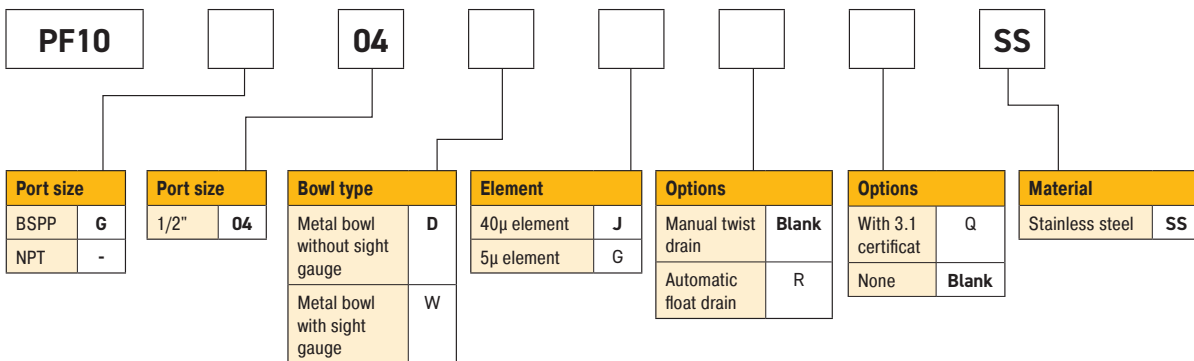 PF10 04 SS
Port size
BSPP G
NPT -
Port size
1/2" 04
Bowl type
Metal bowl
without sight
gauge
D
Metal bowl
with sight
gauge
W
Element
40µ element J
5µ element G
Options
Manual twist
drain
Blank
Automatic
float drain
R
Options
With 3.1
certificat
Q
None Blank
Material
Stainless steel SS